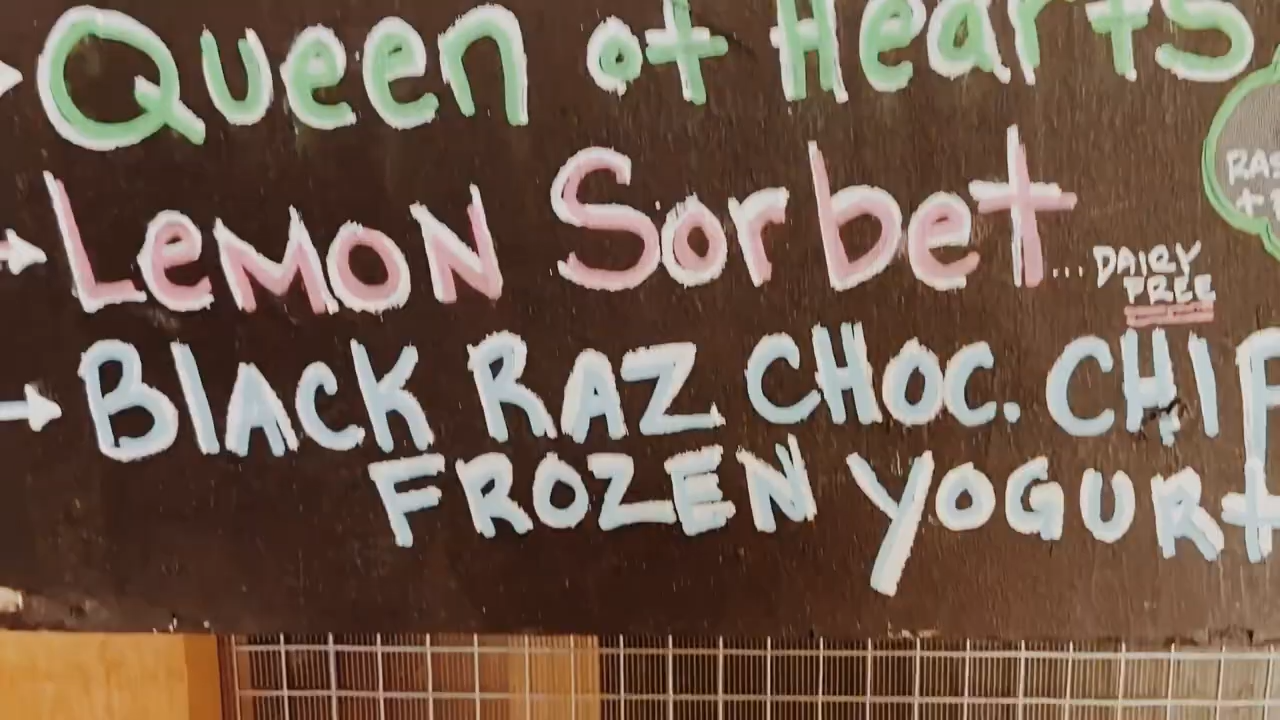 Queen of Hearts
LEMON Sorbet... DAIRY FREE
BLACK RAZ CHOC. CHIP
FROZEN YOGURT